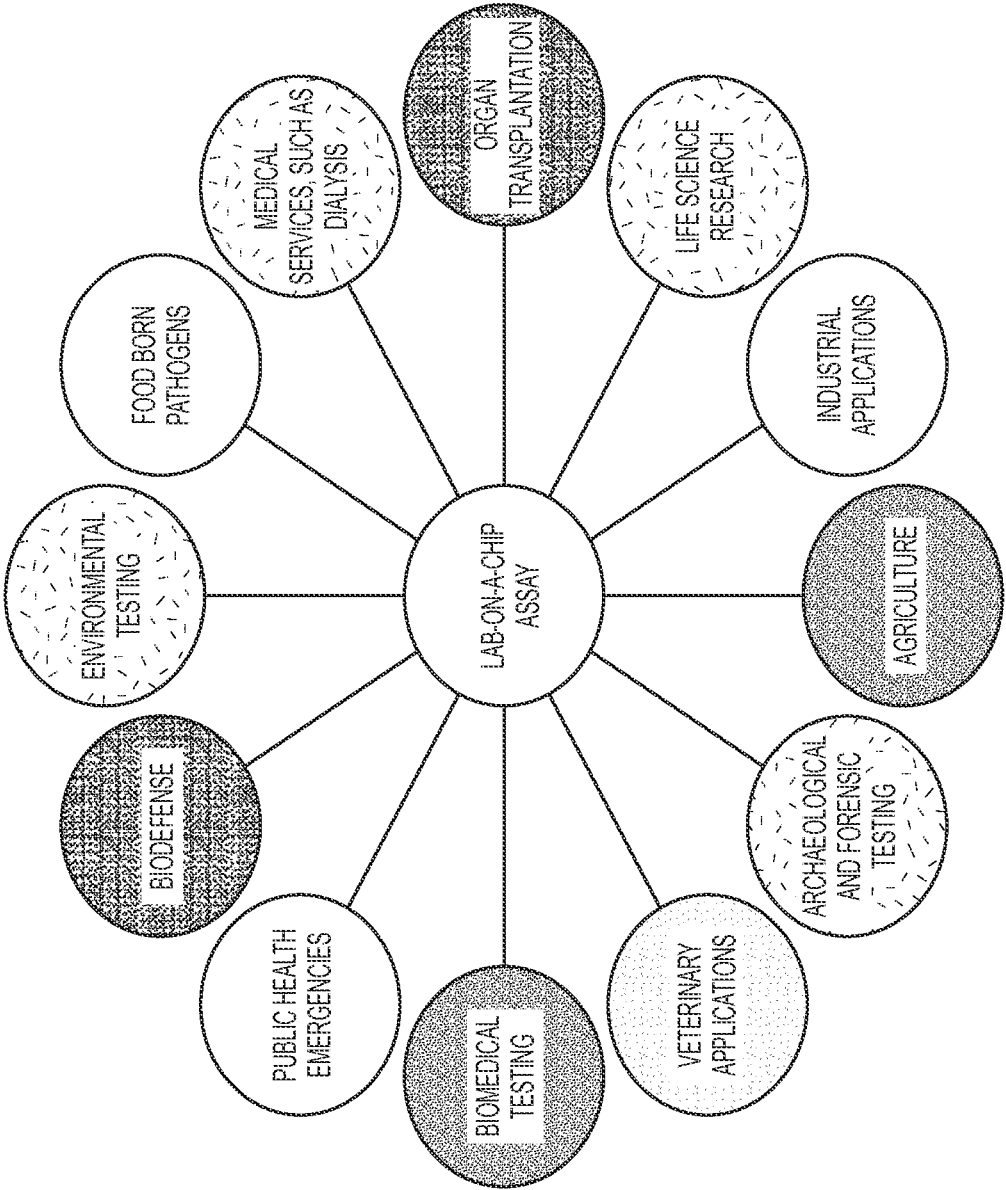 BIOMEDICAL
TESTING
PUBLIC HEALTH
EMERGENCIES
BIODEFENSE
ENVIRONMENTAL
TESTING
FOOD BORN
PATHOGENS
MEDICAL
SERVICES, SUCH AS
DIALYSIS
ORGAN
TRANSPLANTATION
LIFE SCIENCE
RESEARCH
INDUSTRIAL
APPLICATIONS
AGRICULTURE
ARCHAEOLOGICAL
AND FORENSIC
TESTING
VETERINARY
APPLICATIONS
LAB-ON-A-CHIP
ASSAY